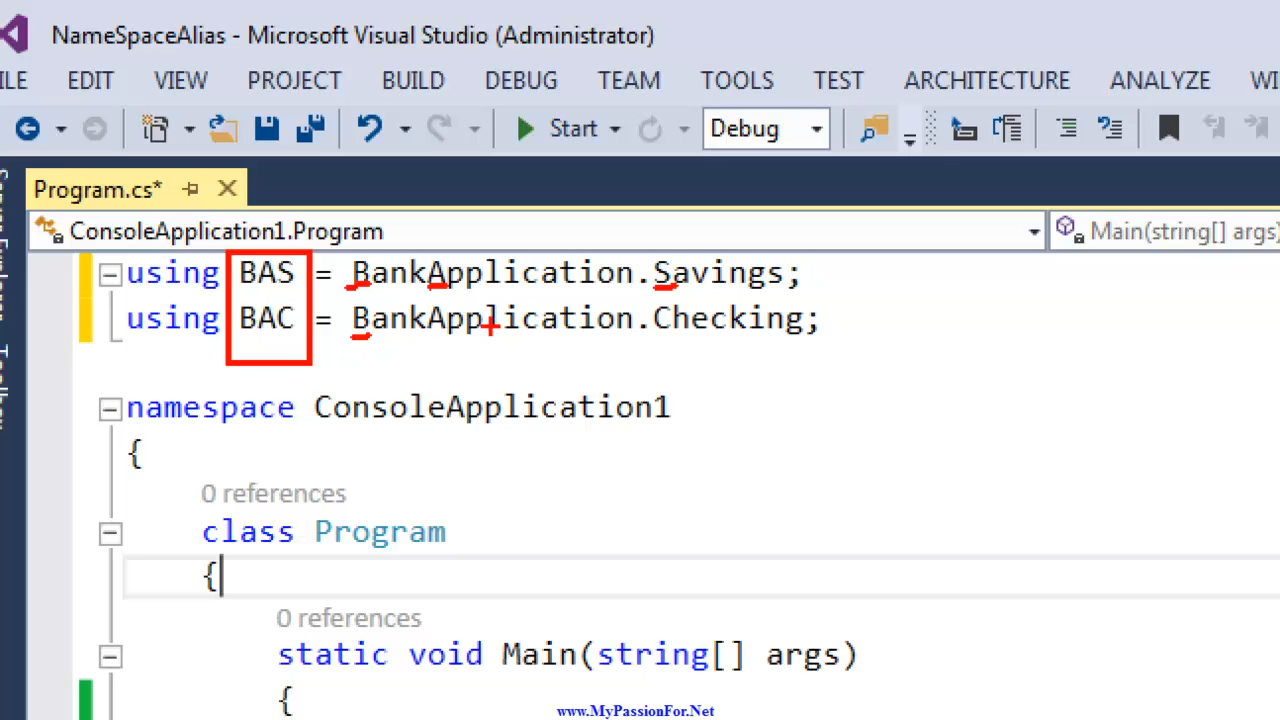 NameSpaceAlias - Microsoft Visual Studio (Administrator)
ILE EDIT VIEW PROJECT BUILD DEBUG TEAM TOOLS TEST ARCHITECTURE ANALYZE WI
Start Debug
Program.cs*
ConsoleApplication1.Program Main(string[] args)
using BAS = BankApplication.Savings;
using BAC = BankApplication.Checking;
namespace ConsoleApplication1
{
0 references
class Program
{
0 references
static void Main(string[] args)
{
www.MyPassionFor.Net